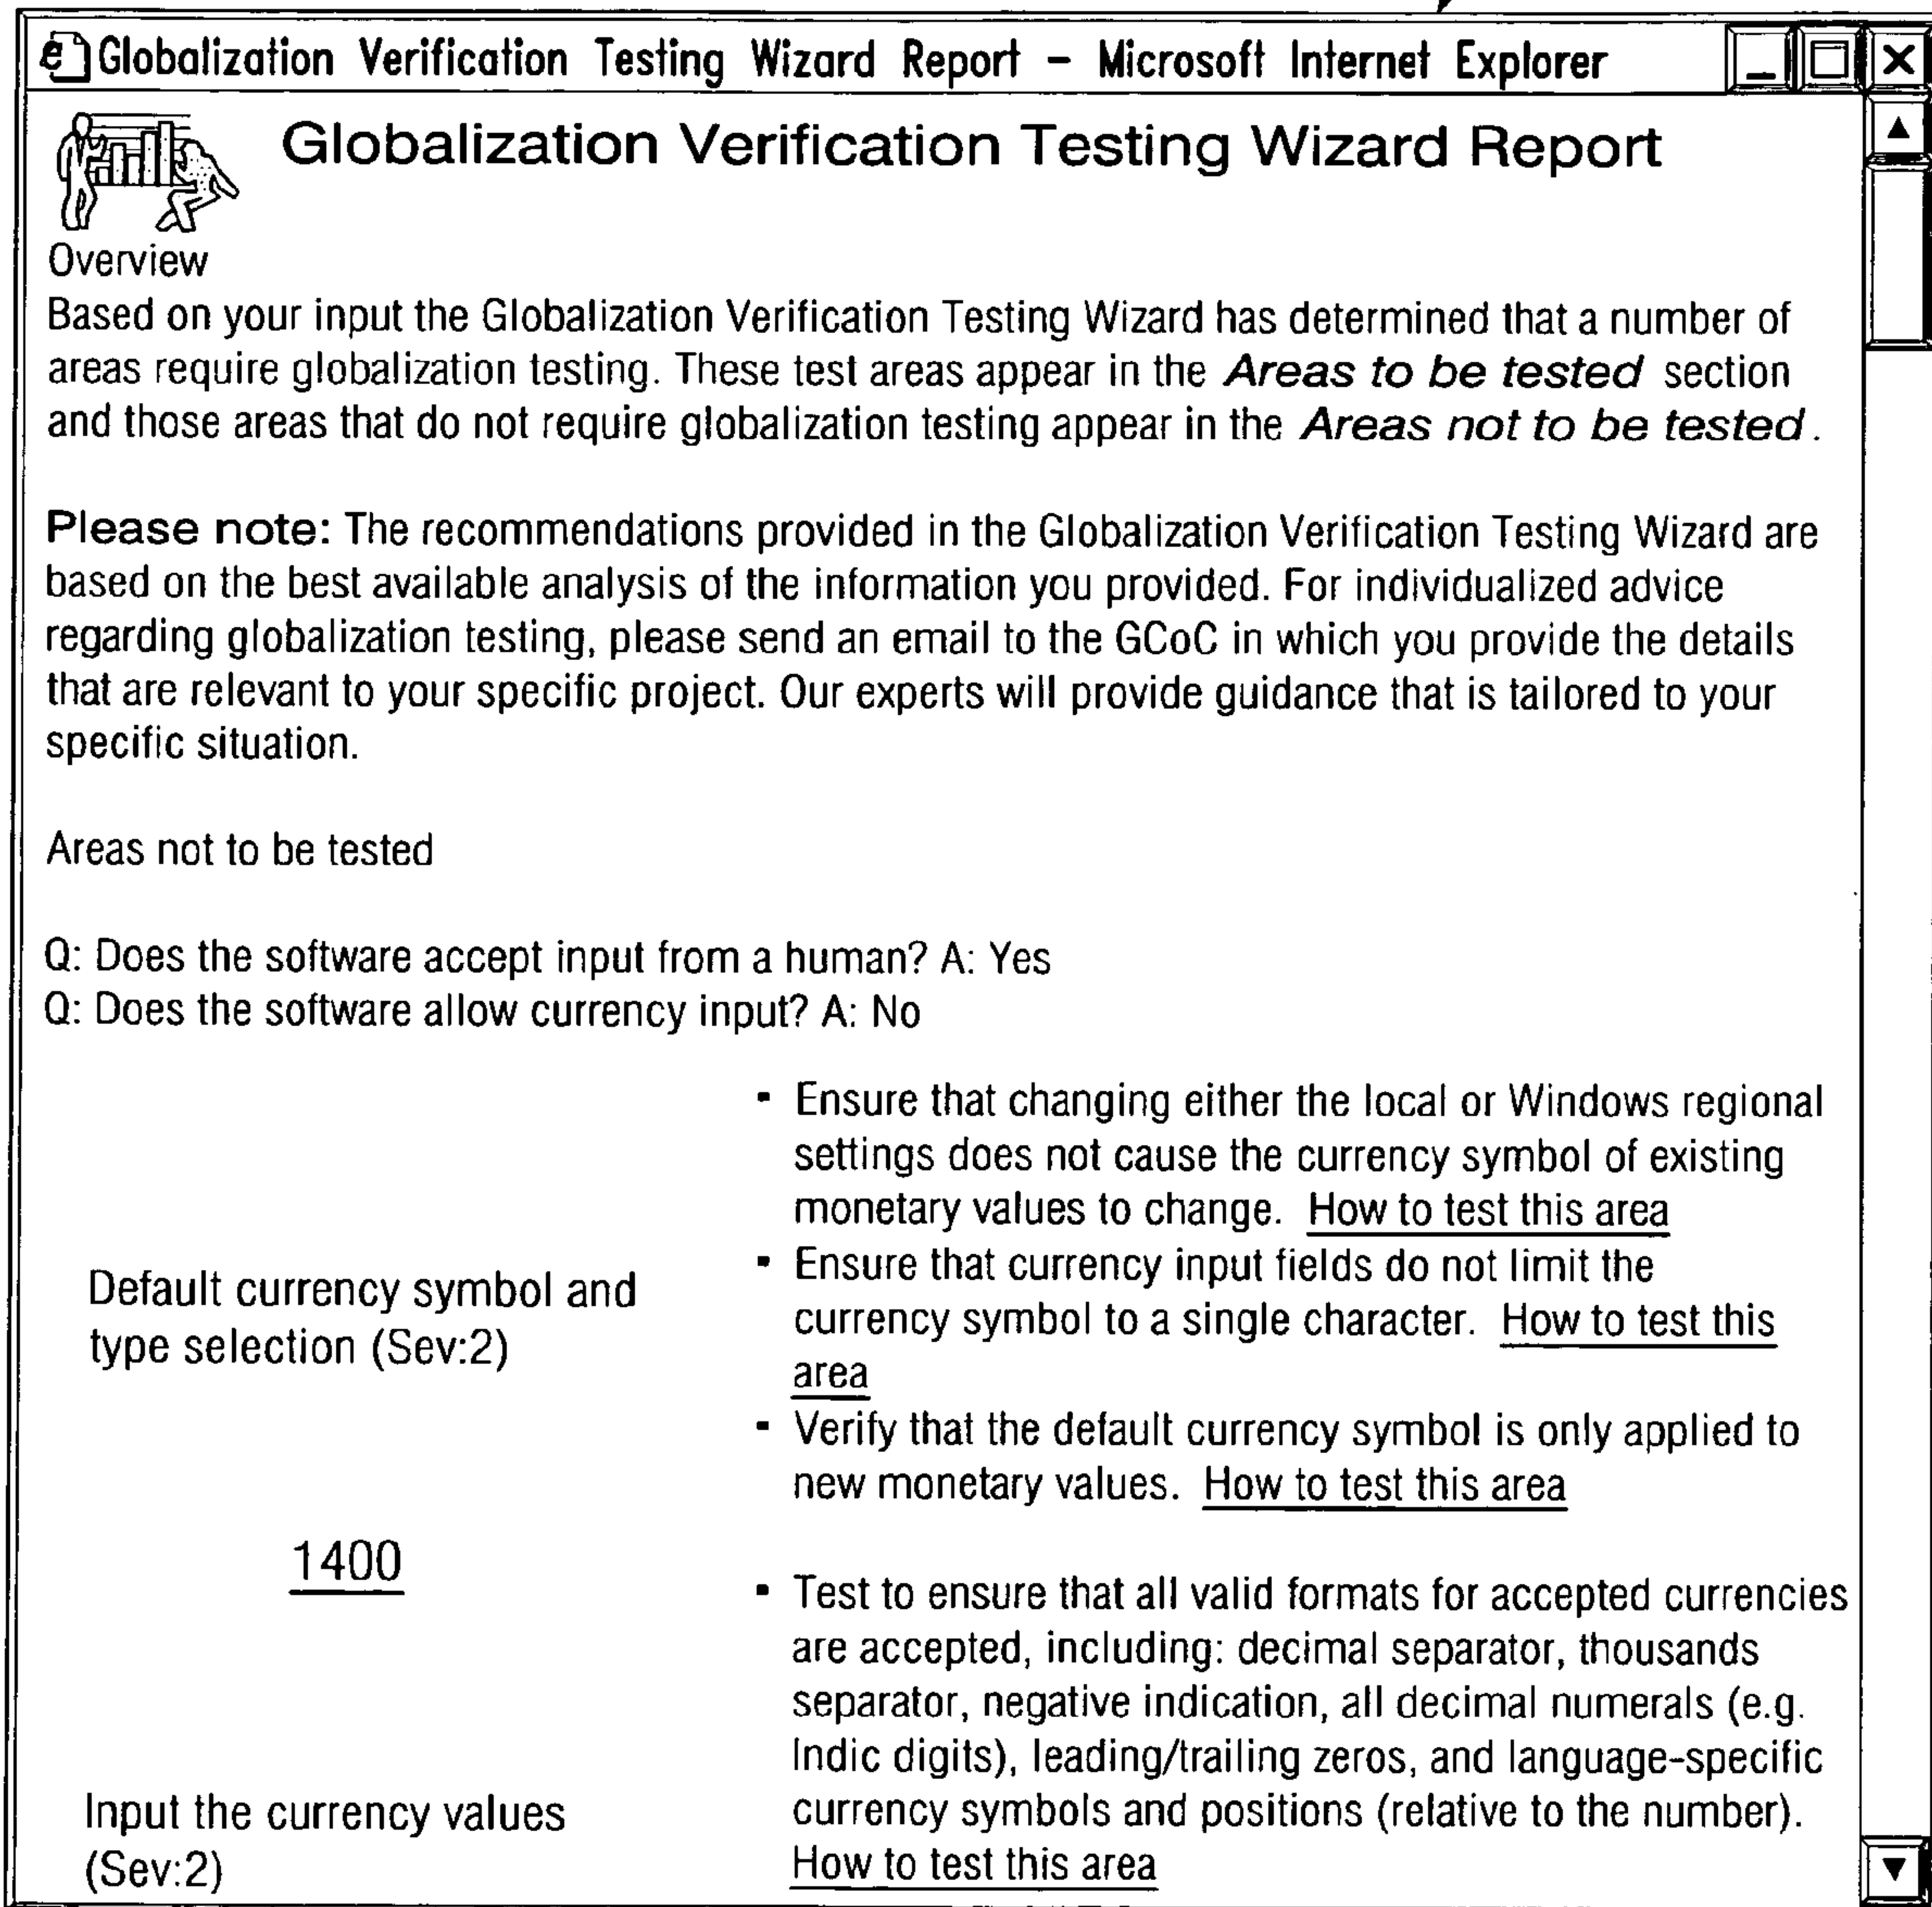 Globalization Verification Testing Wizard Report – Microsoft Internet Explorer
Globalization Verification Testing Wizard Report
Overview
Based on your input the Globalization Verification Testing Wizard has determined that a number of
areas require globalization testing. These test areas appear in the Areas to be tested section
and those areas that do not require globalization testing appear in the Areas not to be tested.
Please note: The recommendations provided in the Globalization Verification Testing Wizard are
based on the best available analysis of the information you provided. For individualized advice
regarding globalization testing, please send an email to the GCoC in which you provide the details
that are relevant to your specific project. Our experts will provide guidance that is tailored to your
specific situation.
Areas not to be tested
Q: Does the software accept input from a human? A: Yes
Q: Does the software allow currency input? A: No
Default currency symbol and
type selection (Sev:2)
- Ensure that changing either the local or Windows regional
settings does not cause the currency symbol of existing
monetary values to change. How to test this area
- Ensure that currency input fields do not limit the
currency symbol to a single character. How to test this
area
- Verify that the default currency symbol is only applied to
new monetary values. How to test this area
1400
Input the currency values
(Sev:2)
- Test to ensure that all valid formats for accepted currencies
are accepted, including: decimal separator, thousands
separator, negative indication, all decimal numerals (e.g.
Indic digits), leading/trailing zeros, and language-specific
currency symbols and positions (relative to the number).
How to test this area